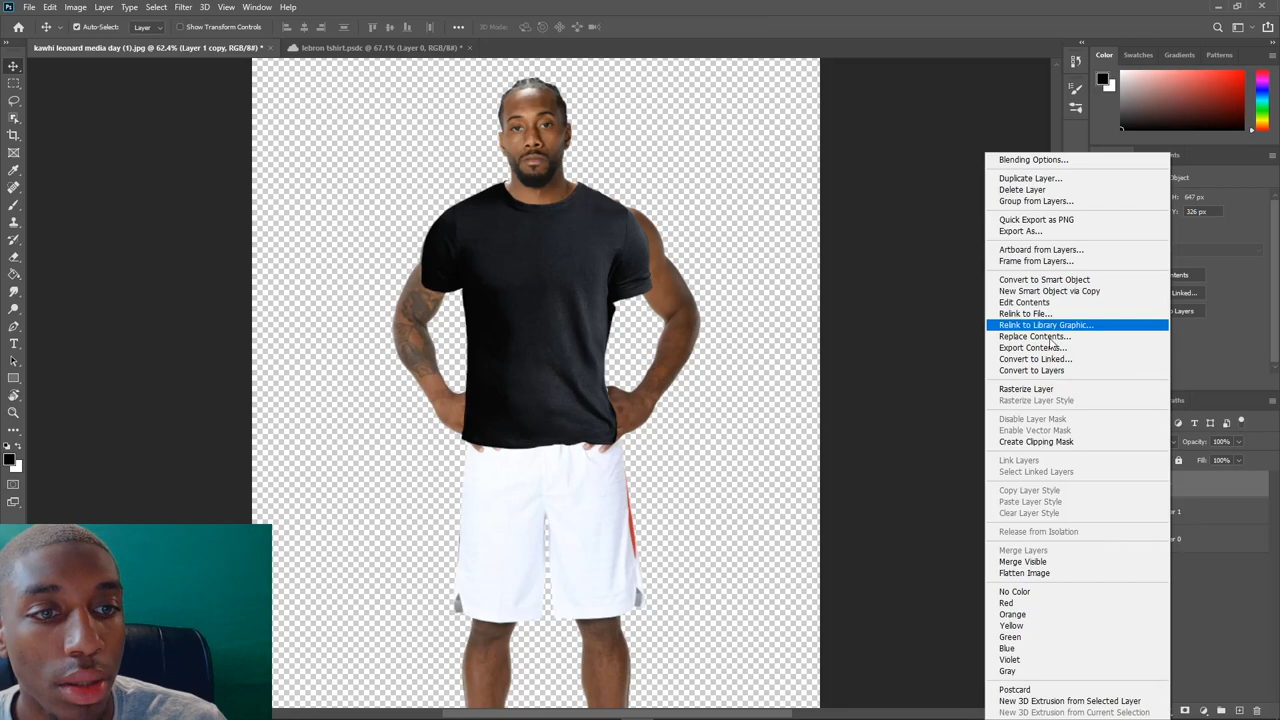 Ps File Edit Image Layer Type Select Filter 3D View Window Help
Auto-Select: Layer Show Transform Controls 3D Mode:
kawhi leonard media day (1).jpg @ 62.4% (Layer 1 copy, RGB/8#) * × lebron tshirt.psdc @ 67.1% (Layer 0, RGB/8#) * ×
Color Swatches Gradients Patterns
Blending Options...
Duplicate Layer...
Delete Layer
Group from Layers...
Quick Export as PNG
Export As...
Artboard from Layers...
Frame from Layers...
Convert to Smart Object
New Smart Object via Copy
Edit Contents
Relink to File...
Relink to Library Graphic...
Replace Contents...
Export Contents...
Convert to Linked...
Convert to Layers
Rasterize Layer
Rasterize Layer Style
Disable Layer Mask
Enable Vector Mask
Create Clipping Mask
Link Layers
Select Linked Layers
Copy Layer Style
Paste Layer Style
Clear Layer Style
Release from Isolation
Merge Layers
Merge Visible
Flatten Image
No Color
Red
Orange
Yellow
Green
Blue
Violet
Gray
Postcard
New 3D Extrusion from Selected Layer
New 3D Extrusion from Current Selection
H: 647 px
Y: 326 px
Opacity: 100%
Fill: 100%